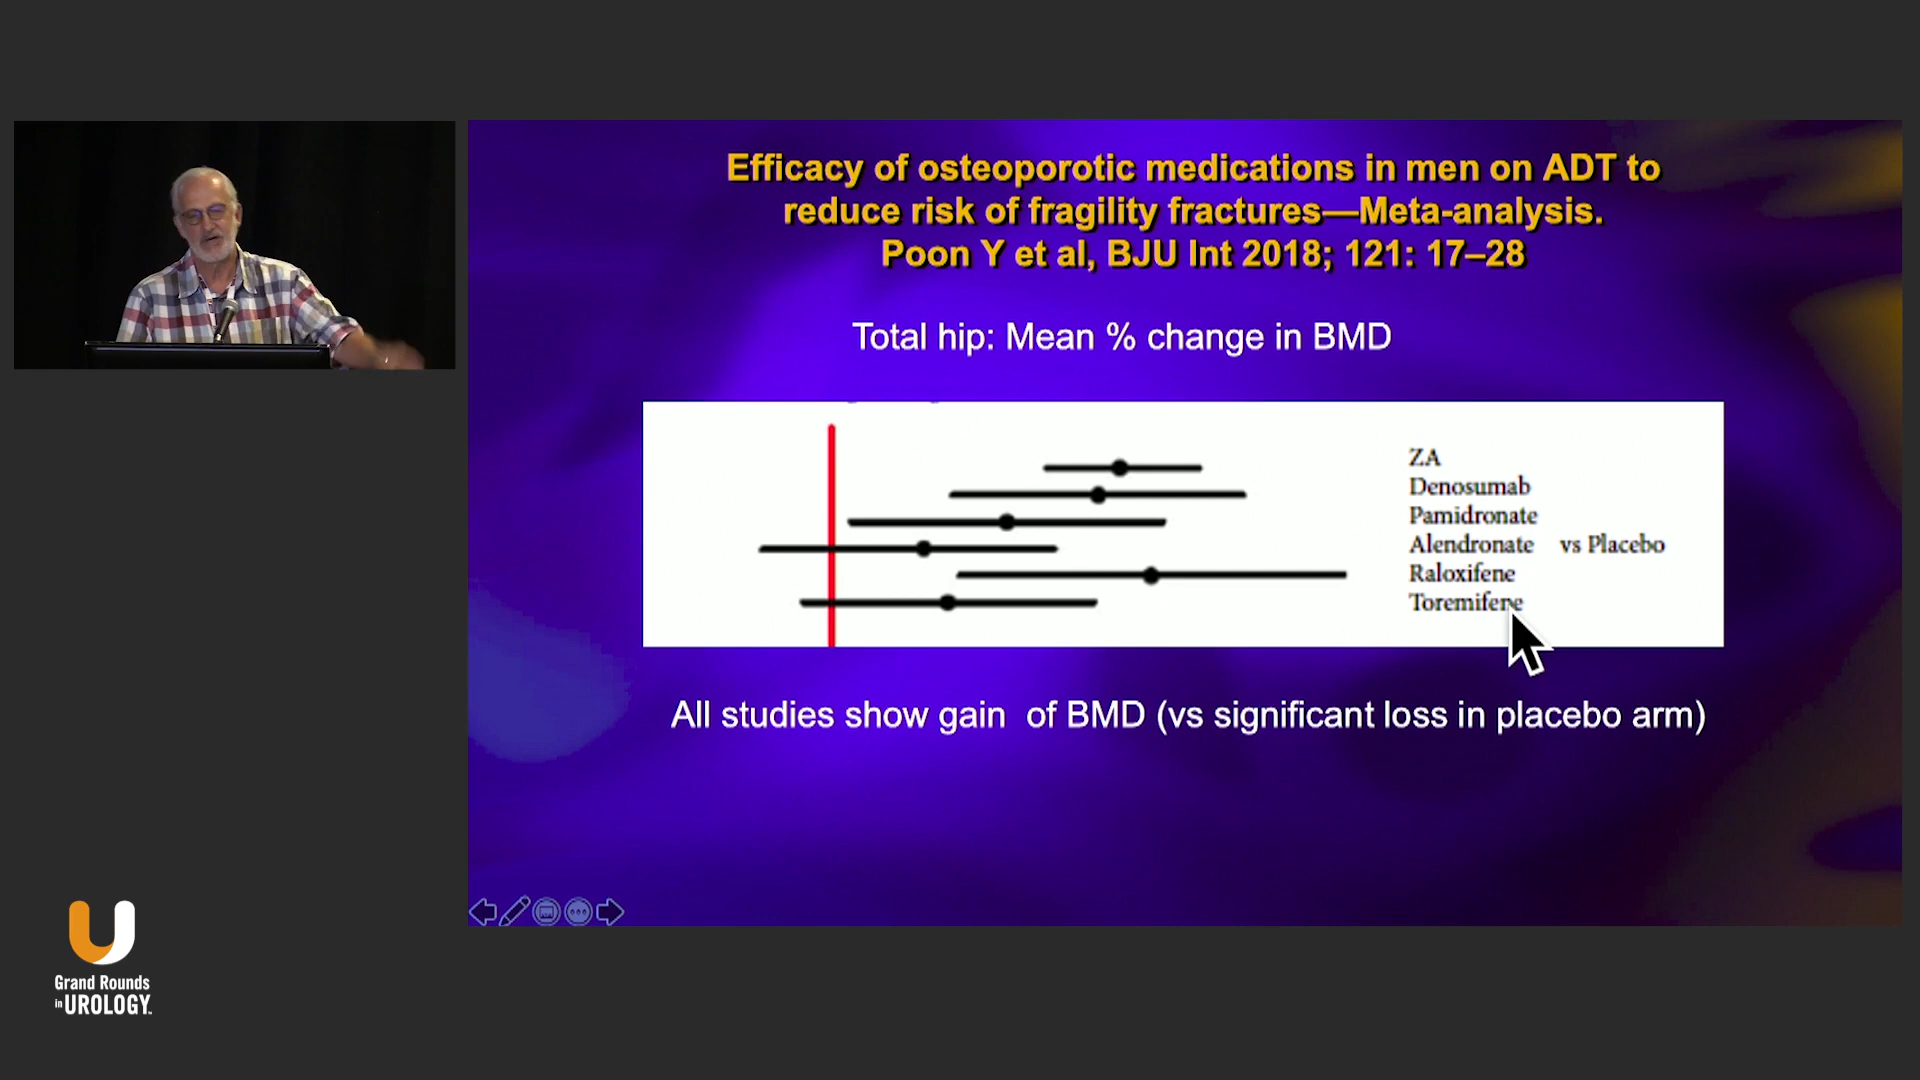 Efficacy of osteoporotic medications in men on ADT to
reduce risk of fragility fractures—Meta-analysis.
Poon Y et al, BJU Int 2018; 121: 17–28
Total hip: Mean % change in BMD
ZA
Denosumab
Pamidronate
Alendronate vs Placebo
Raloxifene
Toremifene
All studies show gain of BMD (vs significant loss in placebo arm)
U
Grand Rounds
in UROLOGY™